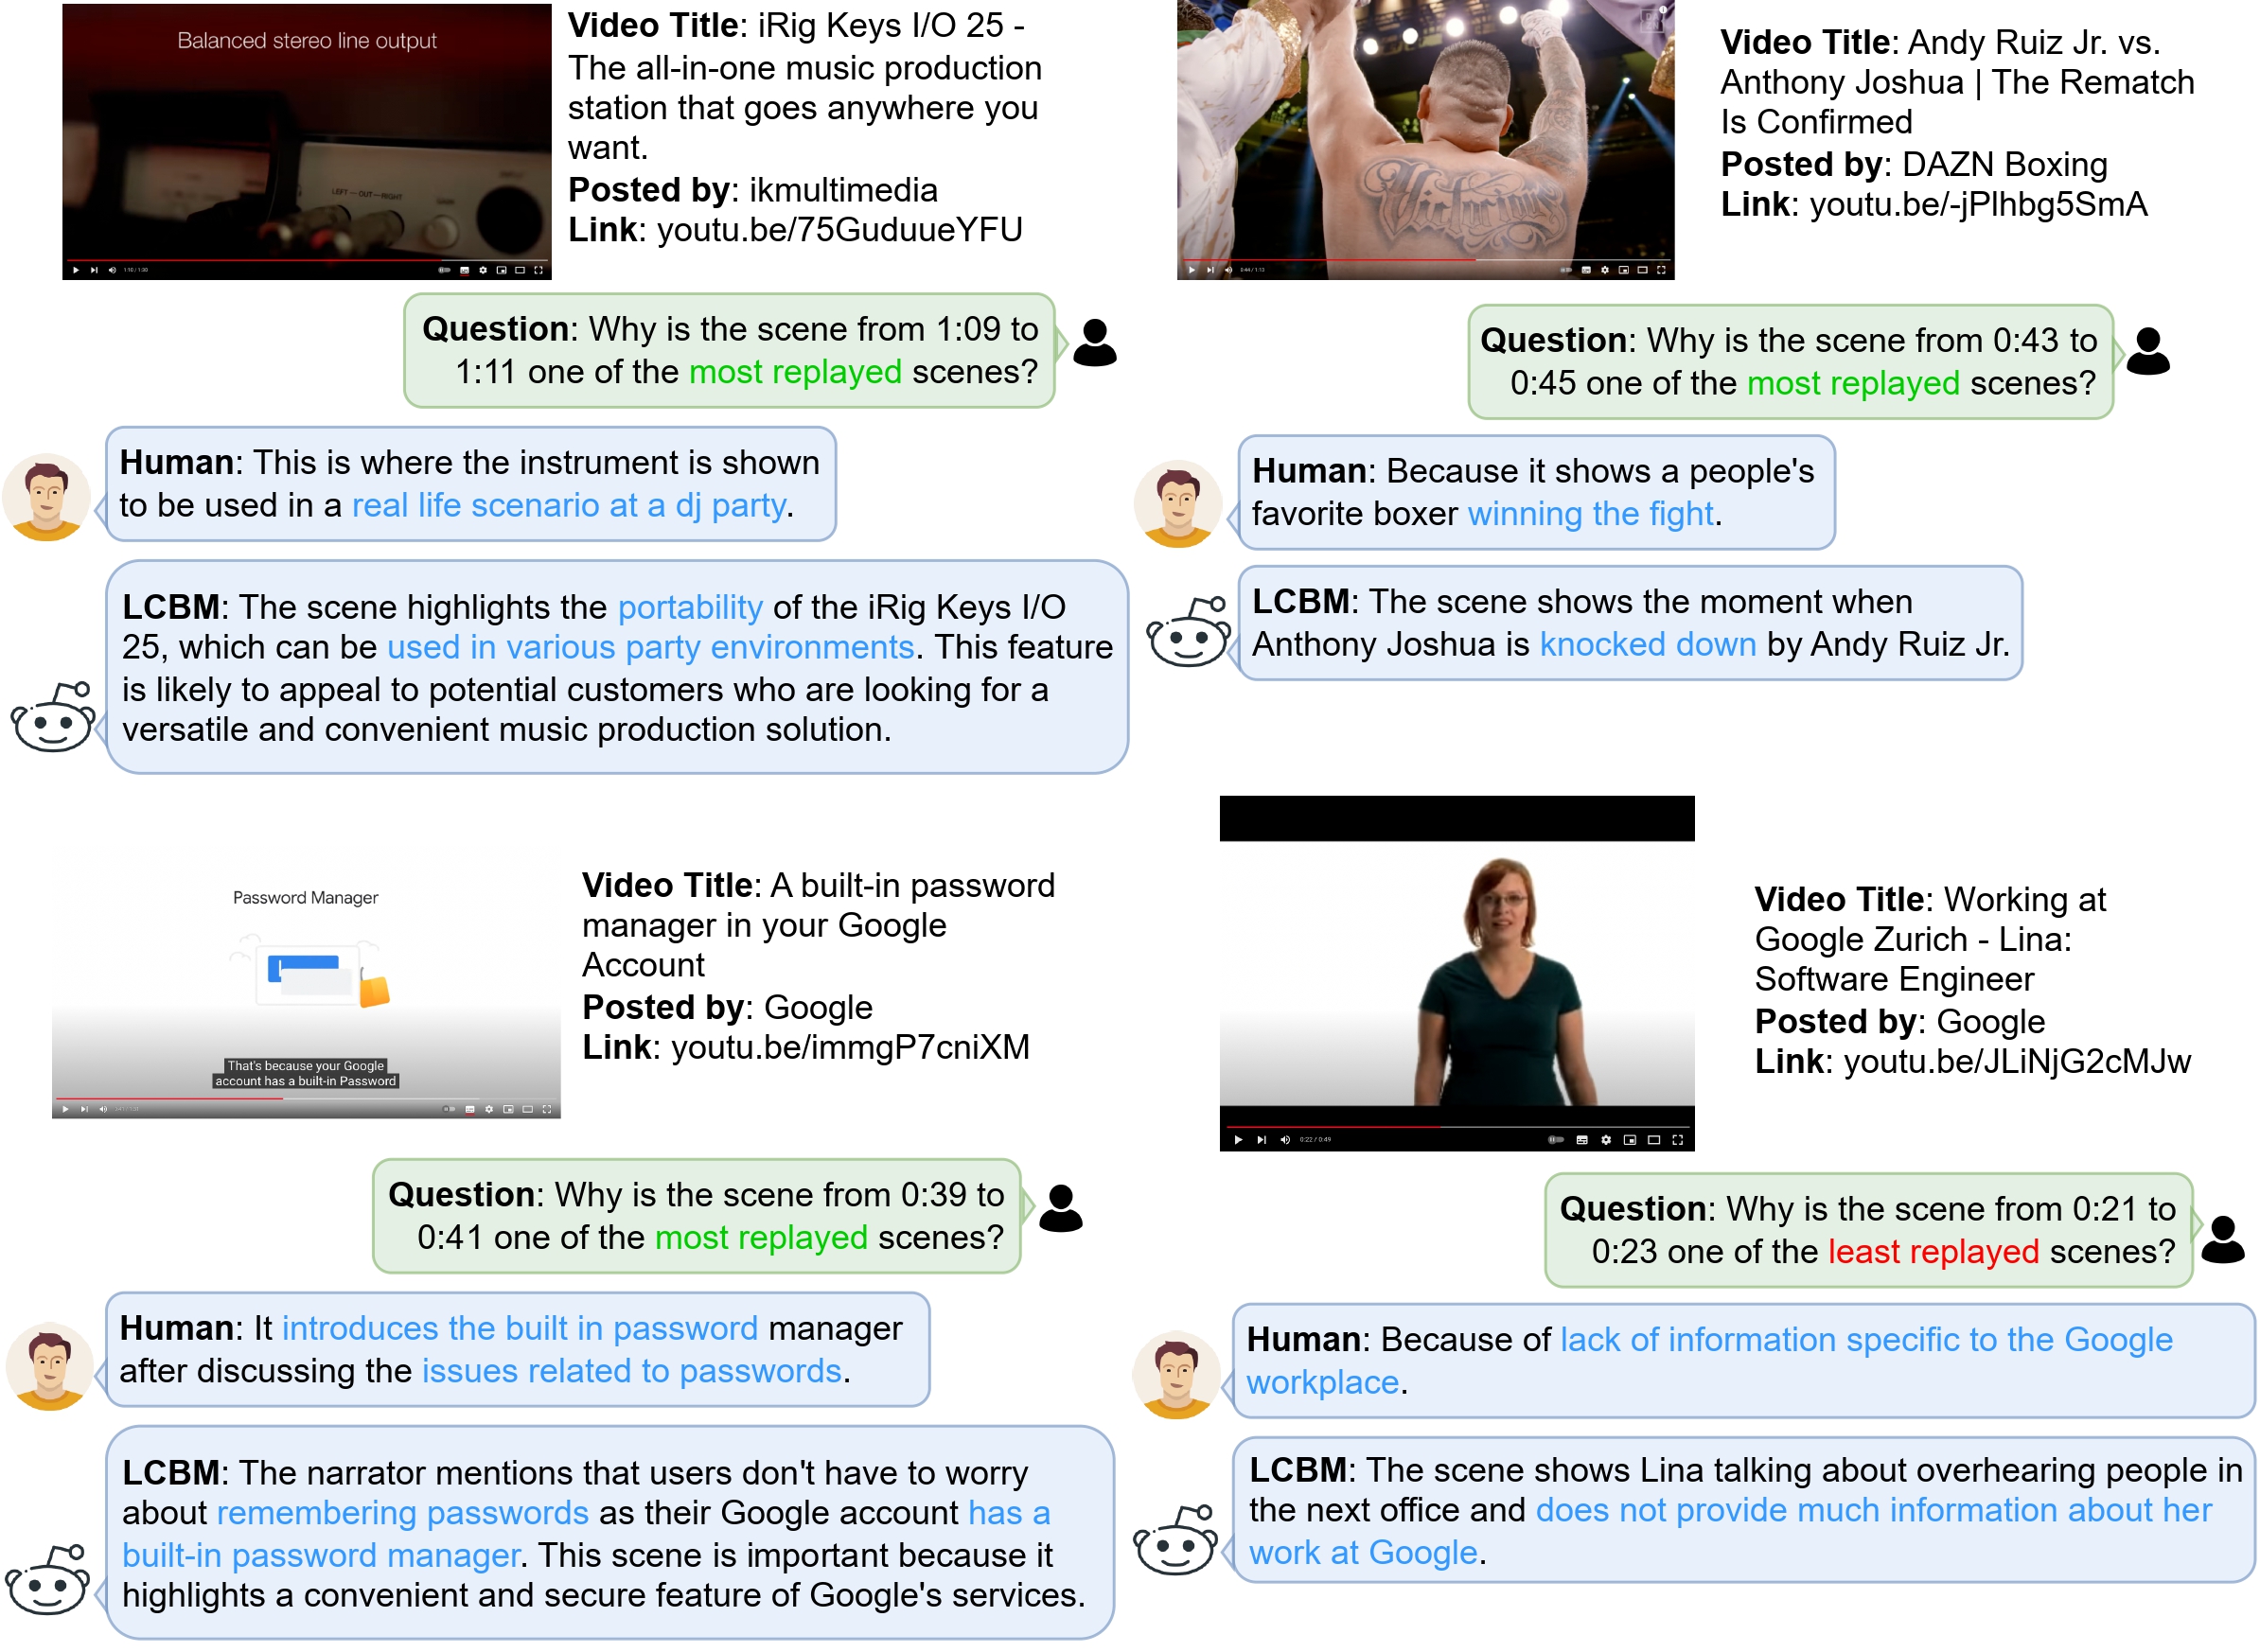 Balanced stereo line output
LEFT—OUT—RIGHT
GAIN
1:10 / 1:30
Video Title: iRig Keys I/O 25 -
The all-in-one music production
station that goes anywhere you
want.
Posted by: ikmultimedia
Link: youtu.be/75GuduueYFU
Question: Why is the scene from 1:09 to
1:11 one of the most replayed scenes?
Human: This is where the instrument is shown
to be used in a real life scenario at a dj party.
LCBM: The scene highlights the portability of the iRig Keys I/O
25, which can be used in various party environments. This feature
is likely to appeal to potential customers who are looking for a
versatile and convenient music production solution.
Victorious
0:44 / 1:13
Video Title: Andy Ruiz Jr. vs.
Anthony Joshua | The Rematch
Is Confirmed
Posted by: DAZN Boxing
Link: youtu.be/-jPlhbg5SmA
Question: Why is the scene from 0:43 to
0:45 one of the most replayed scenes?
Human: Because it shows a people's
favorite boxer winning the fight.
LCBM: The scene shows the moment when
Anthony Joshua is knocked down by Andy Ruiz Jr.
Password Manager
That's because your Google
account has a built-in Password
Video Title: A built-in password
manager in your Google
Account
Posted by: Google
Link: youtu.be/immgP7cniXM
Question: Why is the scene from 0:39 to
0:41 one of the most replayed scenes?
Human: It introduces the built in password manager
after discussing the issues related to passwords.
LCBM: The narrator mentions that users don't have to worry
about remembering passwords as their Google account has a
built-in password manager. This scene is important because it
highlights a convenient and secure feature of Google's services.
0:22 / 0:49
Video Title: Working at
Google Zurich - Lina:
Software Engineer
Posted by: Google
Link: youtu.be/JLiNjG2cMJw
Question: Why is the scene from 0:21 to
0:23 one of the least replayed scenes?
Human: Because of lack of information specific to the Google
workplace.
LCBM: The scene shows Lina talking about overhearing people in
the next office and does not provide much information about her
work at Google.